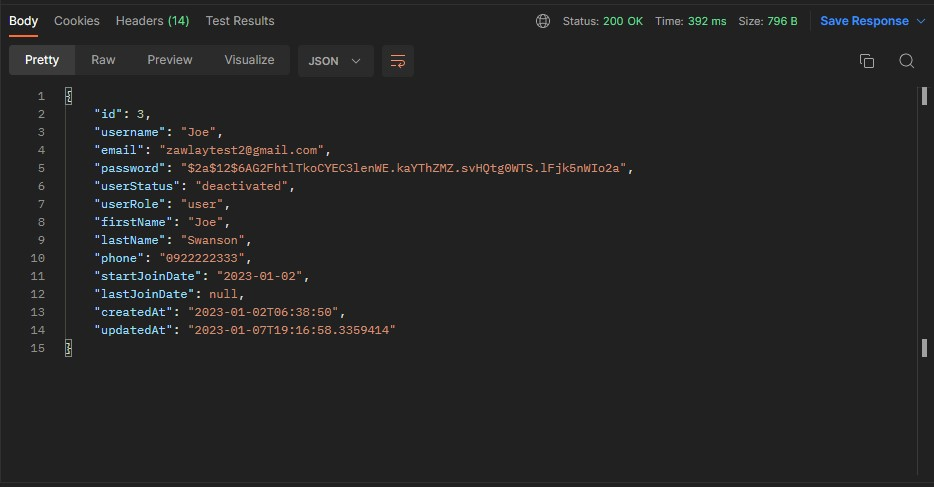 Body Cookies Headers (14) Test Results Status: 200 OK Time: 392 ms Size: 796 B Save Response
Pretty Raw Preview Visualize JSON
1 {
2 "id": 3,
3 "username": "Joe",
4 "email": "zawlaytest2@gmail.com",
5 "password": "$2a$12$6AG2FhtlTkoCYEC3lenWE.kaYThZMZ.svHQtg0WTS.lFjk5nWIo2a",
6 "userStatus": "deactivated",
7 "userRole": "user",
8 "firstName": "Joe",
9 "lastName": "Swanson",
10 "phone": "0922222333",
11 "startJoinDate": "2023-01-02",
12 "lastJoinDate": null,
13 "createdAt": "2023-01-02T06:38:50",
14 "updatedAt": "2023-01-07T19:16:58.3359414"
15 }